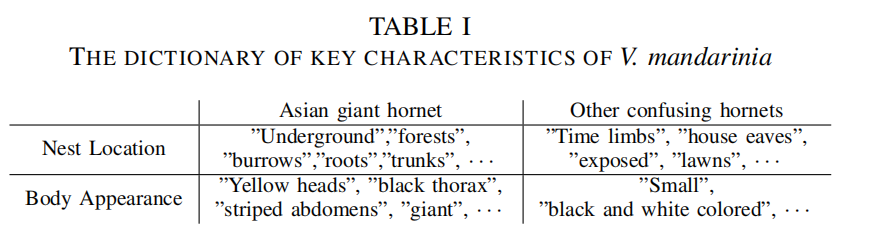 TABLE I
THE DICTIONARY OF KEY CHARACTERISTICS OF V. mandarinia
Asian giant hornet Other confusing hornets
Nest Location ”Underground”,”forests”, ”burrows”,”roots”,”trunks”, ··· ”Time limbs”, ”house eaves”, ”exposed”, ”lawns”, ···
Body Appearance ”Yellow heads”, ”black thorax”, ”striped abdomens”, ”giant”, ··· ”Small”, ”black and white colored”, ···